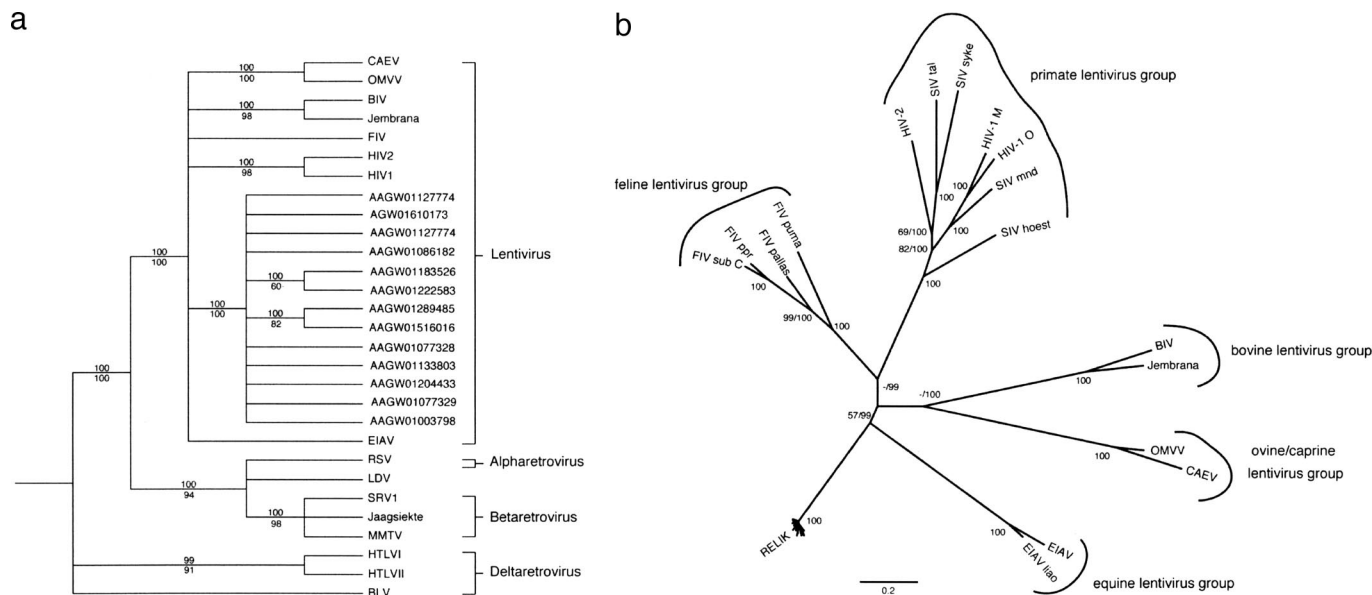 a
CAEV
100
100
OMVV
BIV
100
98
Jembrana
FIV
HIV2
100
98
HIV1
AAGW01127774
AGW01610173
AAGW01127774
AAGW01086182
Lentivirus
100
100
AAGW01183526
100
60
AAGW01222583
AAGW01289485
100
100
100
82
AAGW01516016
AAGW01077328
AAGW01133803
100
100
AAGW01204433
AAGW01077329
AAGW01003798
EIAV
RSV
Alpharetrovirus
LDV
100
94
SRV1
100
98
Jaagsiekte
Betaretrovirus
MMTV
HTLVI
99
91
HTLVII
Deltaretrovirus
BLV
b
primate lentivirus group
HIV-2
SIV tal
SIV syke
HIV-1 M
HIV-1 O
SIV mnd
SIV hoest
100
100
100
69/100
82/100
100
feline lentivirus group
FIV puma
FIV pallas
FIV ppr
FIV sub C
100
99/100
100
-/99
-/100
57/99
BIV
Jembrana
100
bovine lentivirus group
OMVV
CAEV
100
ovine/caprine
lentivirus group
RELIK
100
100
EIAV
EIAV liao
equine lentivirus group
0.2